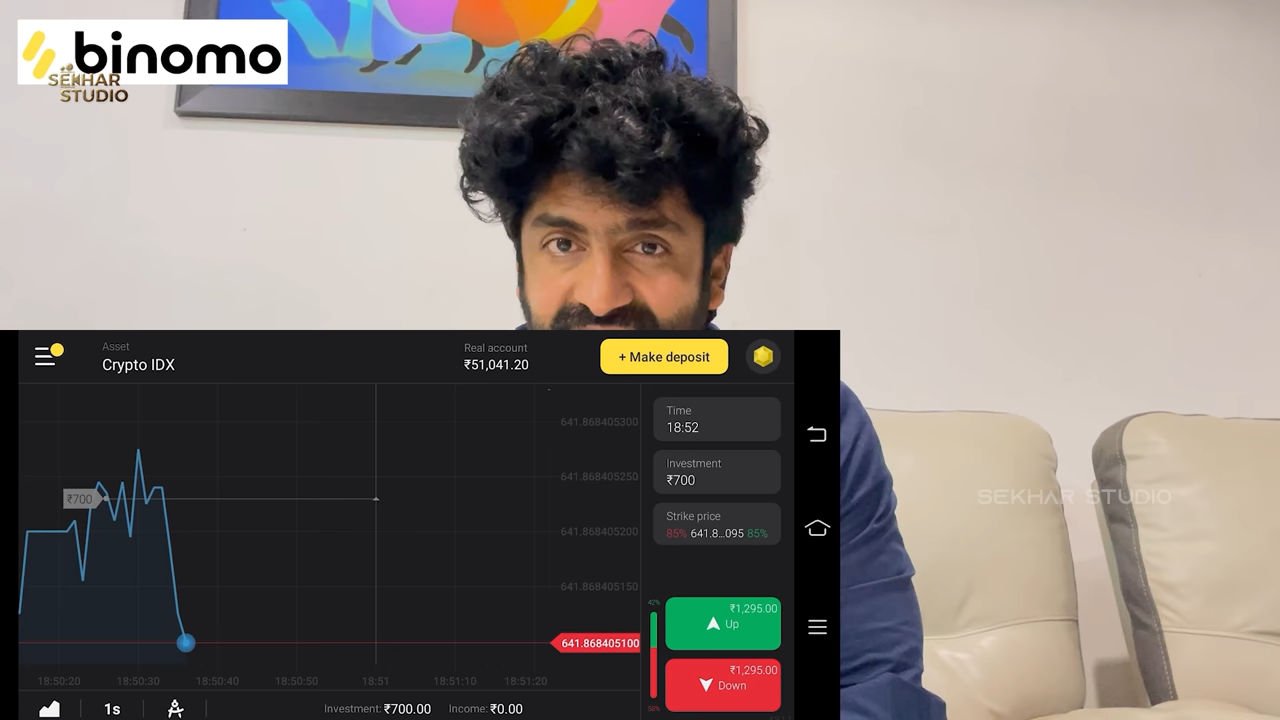 binomo
SEKHAR
STUDIO
Asset
Crypto IDX
Real account
₹51,041.20
+ Make deposit
641.868405300
Time
18:52
641.868405250
Investment
₹700
₹700
Strike price
85% 641.8...095 85%
641.868405200
SEKHAR STUDIO
641.868405150
42%
₹1,295.00
Up
641.868405100
₹1,295.00
Down
18:50:20
18:50:30
18:50:40
18:50:50
18:51
18:51:10
18:51:20
1s
Investment: ₹700.00
Income: ₹0.00